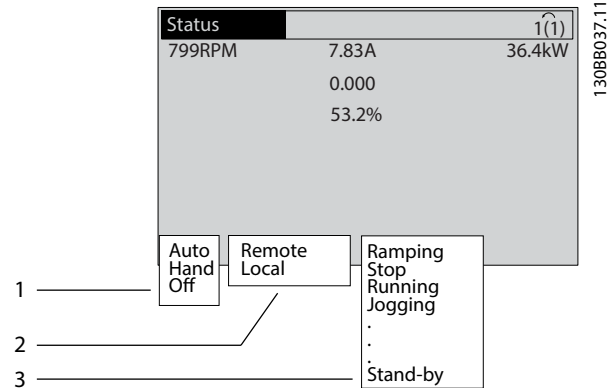 Status 1(1)
799RPM 7.83A 36.4kW
0.000
53.2%
Auto
Hand
Off
Remote
Local
Ramping
Stop
Running
Jogging
.
.
.
Stand-by
1
2
3
130BB037.11